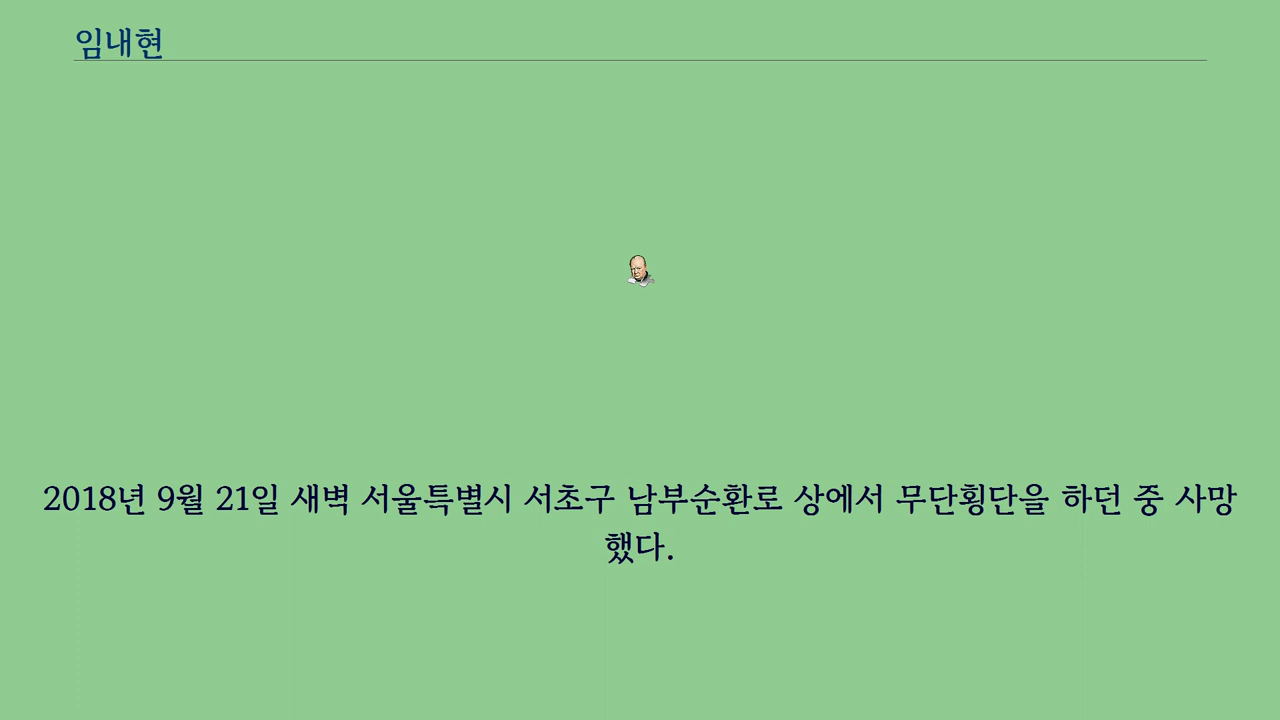 임내현
2018년 9월 21일 새벽 서울특별시 서초구 남부순환로 상에서 무단횡단을 하던 중 사망
했다.